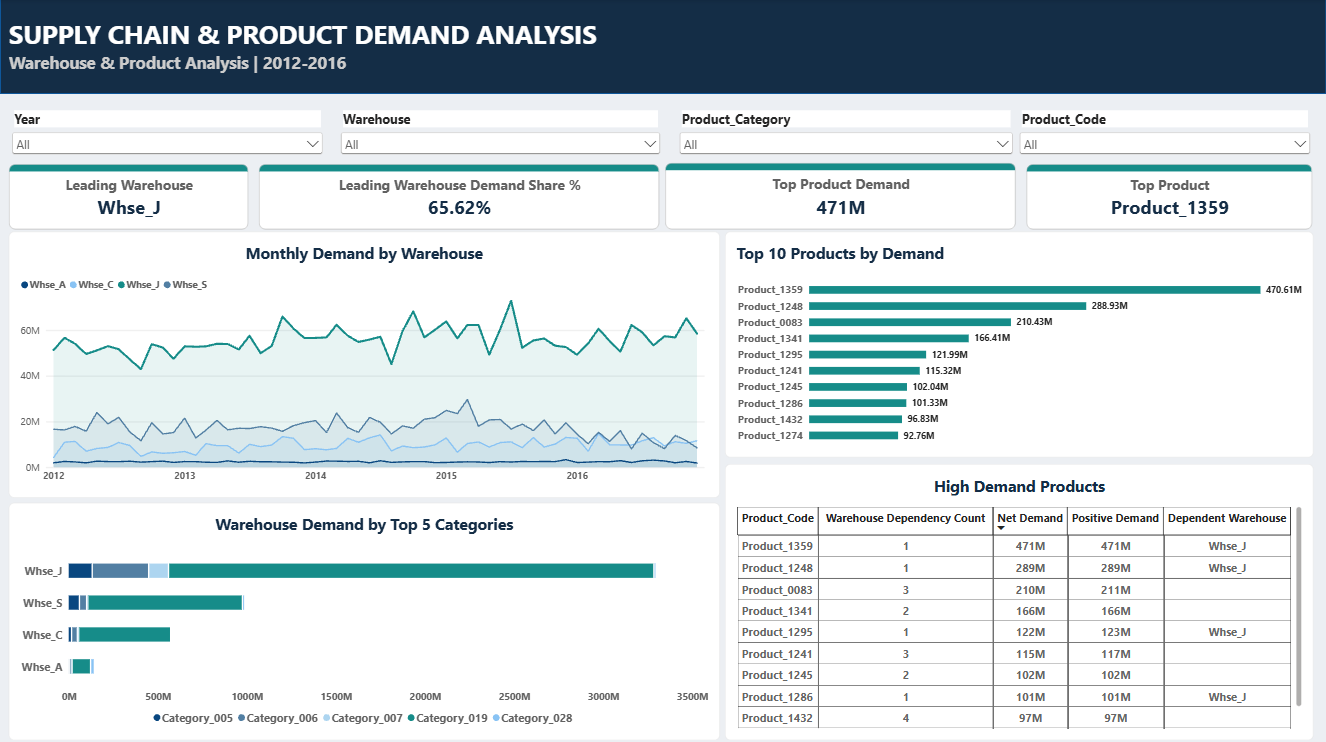 SUPPLY CHAIN & PRODUCT DEMAND ANALYSIS
Warehouse & Product Analysis | 2012-2016
Year Warehouse Product_Category Product_Code
All All All All
Leading Warehouse
Whse_J
Leading Warehouse Demand Share %
65.62%
Top Product Demand
471M
Top Product
Product_1359
Monthly Demand by Warehouse
Whse_A Whse_C Whse_J Whse_S
60M
40M
20M
0M
2012 2013 2014 2015 2016
Top 10 Products by Demand
Product_1359 470.61M
Product_1248 288.93M
Product_0083 210.43M
Product_1341 166.41M
Product_1295 121.99M
Product_1241 115.32M
Product_1245 102.04M
Product_1286 101.33M
Product_1432 96.83M
Product_1274 92.76M
Warehouse Demand by Top 5 Categories
Whse_J
Whse_S
Whse_C
Whse_A
0M 500M 1000M 1500M 2000M 2500M 3000M 3500M
Category_005 Category_006 Category_007 Category_019 Category_028
High Demand Products
Product_Code Warehouse Dependency Count Net Demand Positive Demand Dependent Warehouse
Product_1359 1 471M 471M Whse_J
Product_1248 1 289M 289M Whse_J
Product_0083 3 210M 211M
Product_1341 2 166M 166M
Product_1295 1 122M 123M Whse_J
Product_1241 3 115M 117M
Product_1245 2 102M 102M
Product_1286 1 101M 101M Whse_J
Product_1432 4 97M 97M